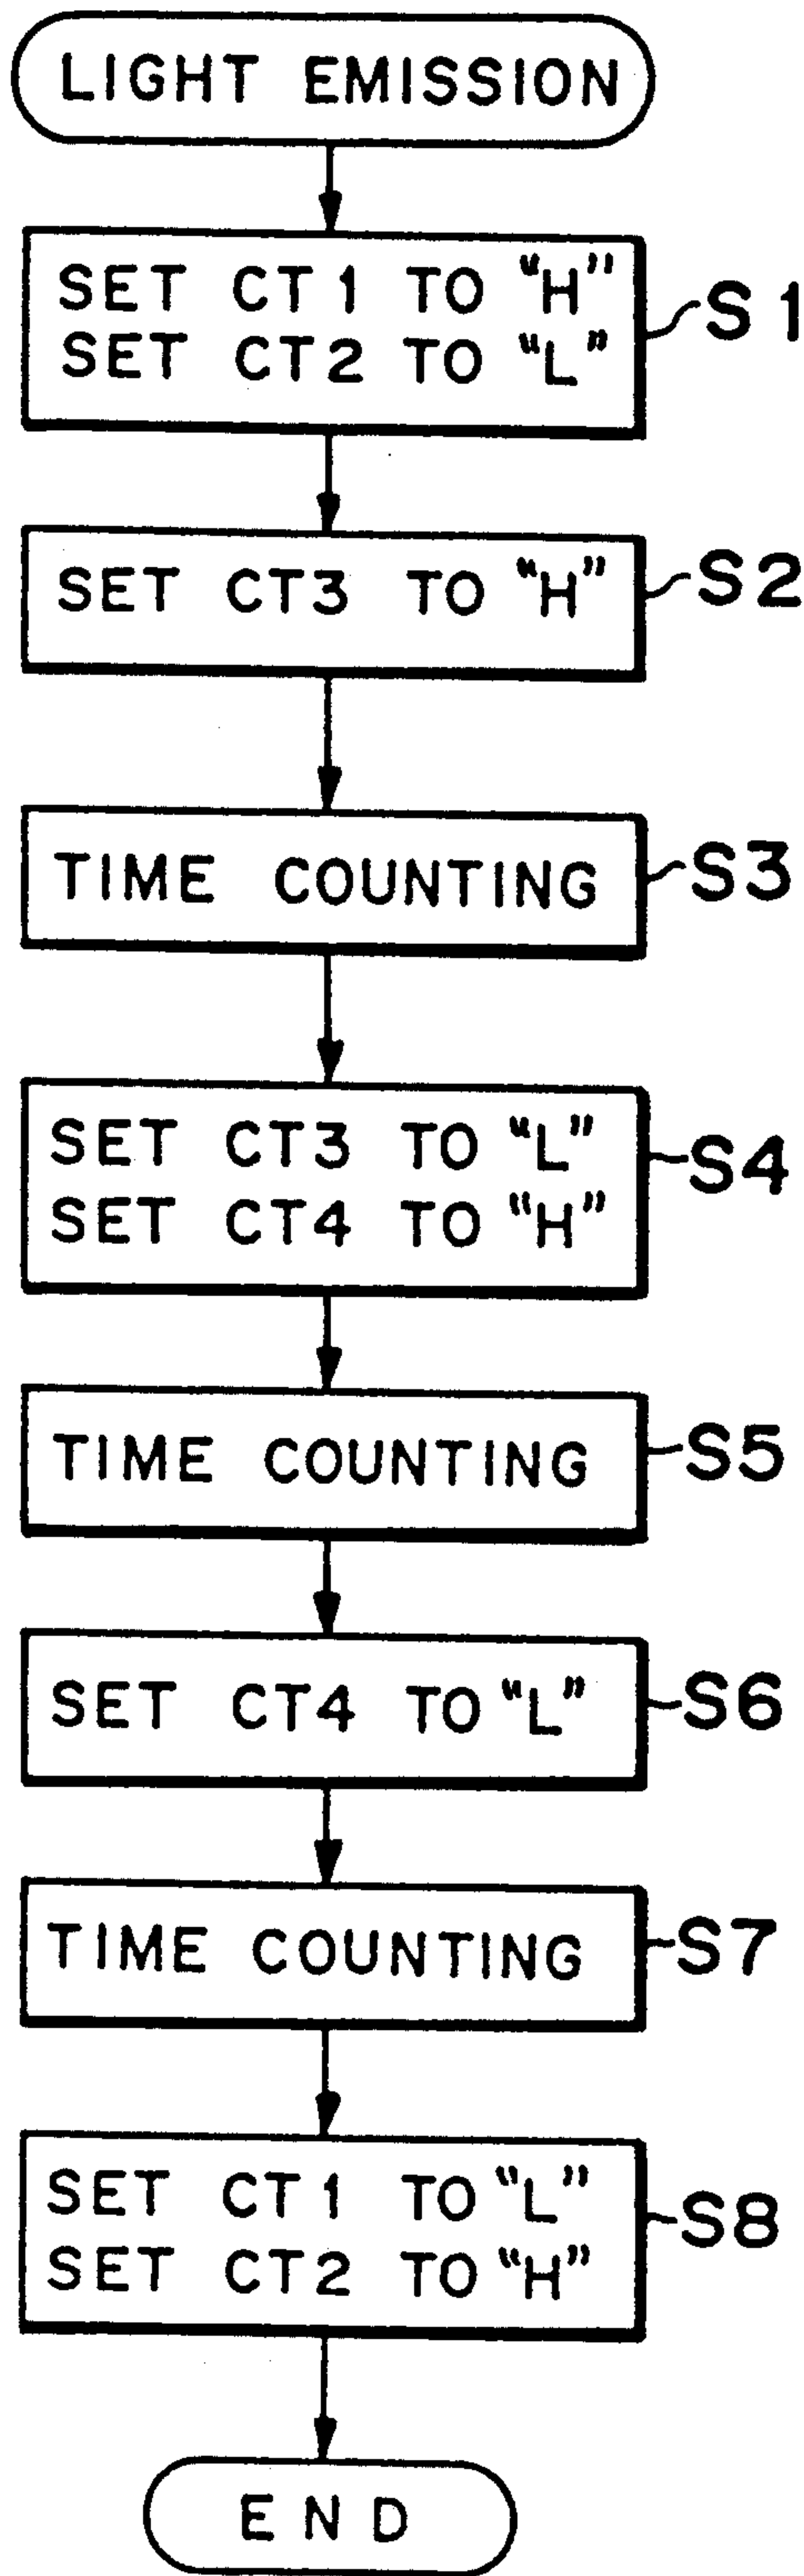 LIGHT EMISSION
SET CT1 TO “H”
SET CT2 TO “L”
S1
SET CT3 TO “H”
S2
TIME COUNTING
S3
SET CT3 TO “L”
SET CT4 TO “H”
S4
TIME COUNTING
S5
SET CT4 TO “L”
S6
TIME COUNTING
S7
SET CT1 TO “L”
SET CT2 TO “H”
S8
END